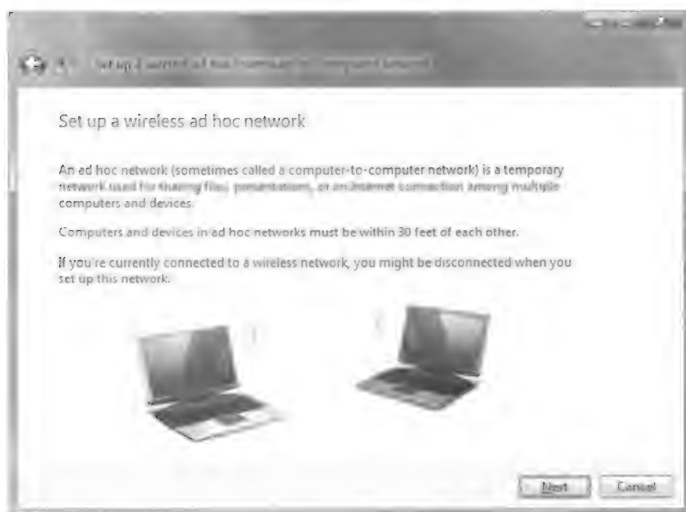 Set up a wireless ad hoc network
An ad hoc network (sometimes called a computer-to-computer network) is a temporary
network used for sharing files, presentations, or an Internet connection among multiple
computers and devices.
Computers and devices in ad hoc networks must be within 30 feet of each other.
If you're currently connected to a wireless network, you might be disconnected when you
set up this network.
Next
Cancel